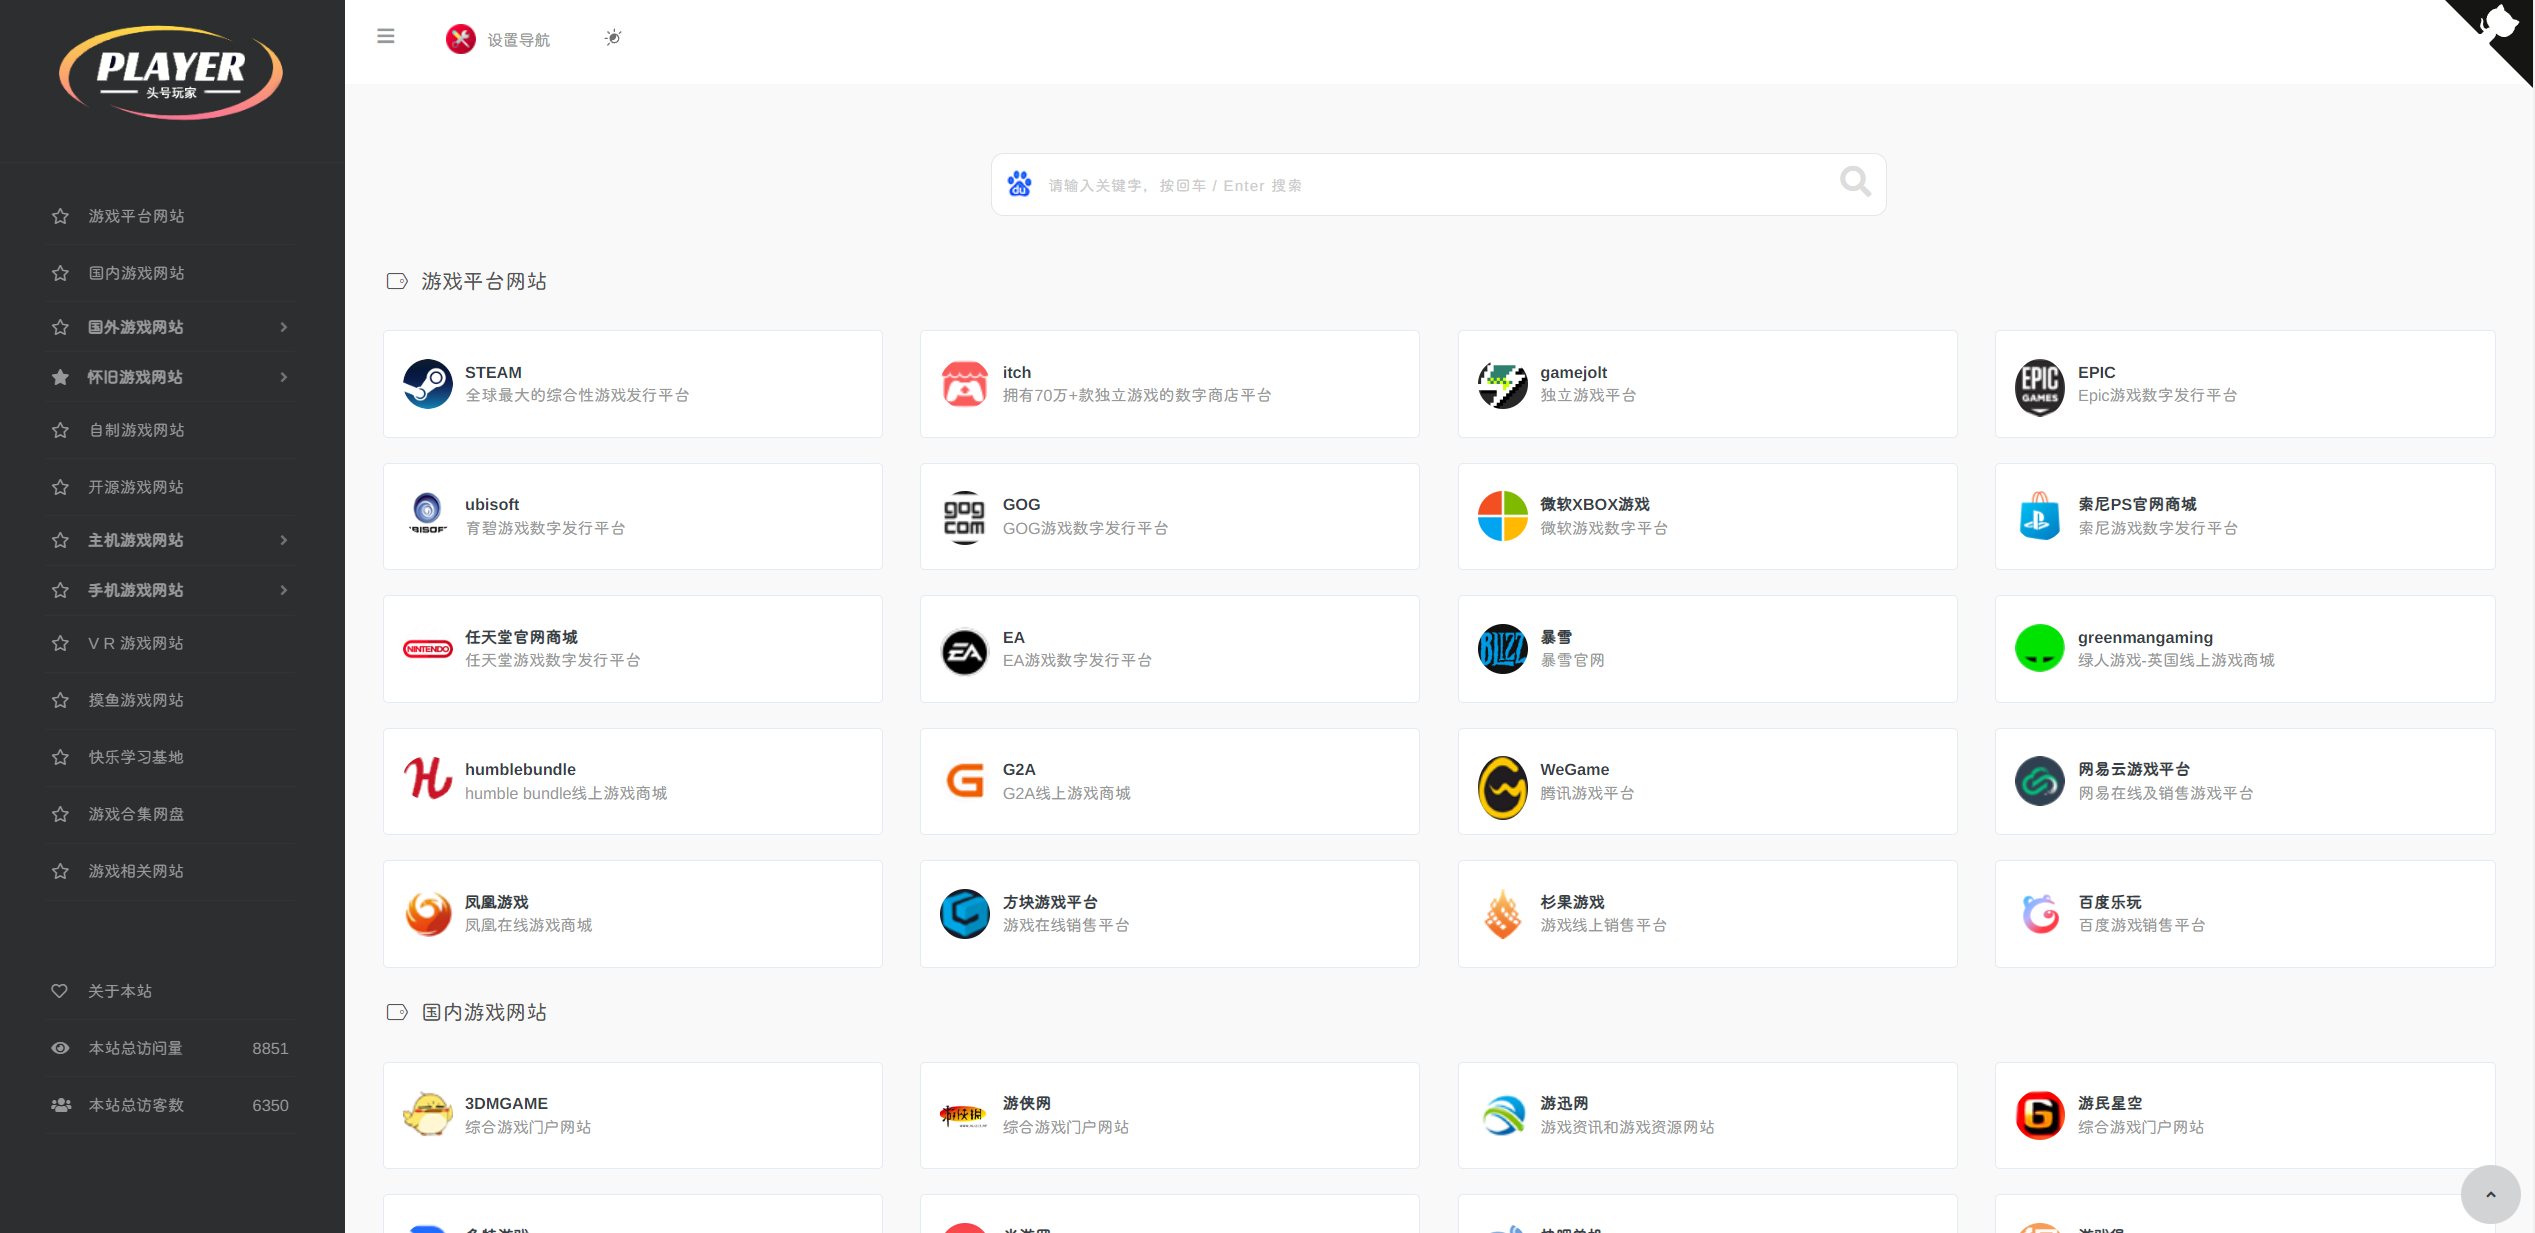 PLAYER
头号玩家
设置导航
请输入关键字，按回车 / Enter 搜索
游戏平台网站
国内游戏网站
国外游戏网站
怀旧游戏网站
自制游戏网站
开源游戏网站
主机游戏网站
手机游戏网站
V R 游戏网站
摸鱼游戏网站
快乐学习基地
游戏合集网盘
游戏相关网站
关于本站
本站总访问量 8851
本站总访客数 6350
游戏平台网站
STEAM
全球最大的综合性游戏发行平台
itch
拥有70万+款独立游戏的数字商店平台
gamejolt
独立游戏平台
EPIC GAMES
EPIC
Epic游戏数字发行平台
ubisoft
育碧游戏数字发行平台
gog com
GOG
GOG游戏数字发行平台
微软XBOX游戏
微软游戏数字平台
索尼PS官网商城
索尼游戏数字发行平台
NINTENDO
任天堂官网商城
任天堂游戏数字发行平台
EA
EA
EA游戏数字发行平台
BLIZZ
暴雪
暴雪官网
greenmangaming
绿人游戏-英国线上游戏商城
humblebundle
humble bundle线上游戏商城
G2A
G2A线上游戏商城
WeGame
腾讯游戏平台
网易云游戏平台
网易在线及销售游戏平台
凤凰游戏
凤凰在线游戏商城
方块游戏平台
游戏在线销售平台
杉果游戏
游戏线上销售平台
百度乐玩
百度游戏销售平台
国内游戏网站
3DMGAME
综合游戏门户网站
游侠网
综合游戏门户网站
游迅网
游戏资讯和游戏资源网站
游民星空
综合游戏门户网站